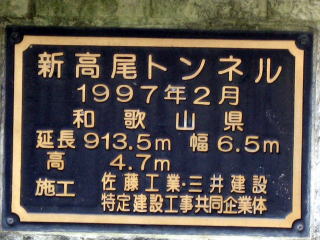 新高尾トンネル
1997年2月
和歌山県
延長 913.5m 幅 6.5m
高 4.7m
施工 佐藤工業・三井建設
特定建設工事共同企業体